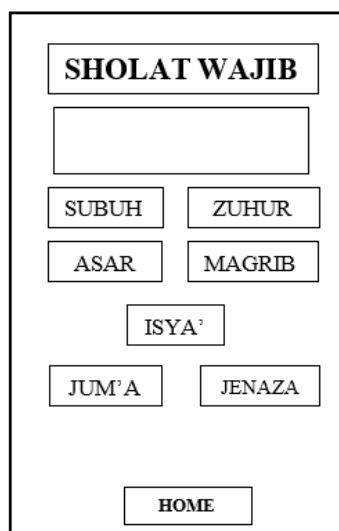 SHOLAT WAJIB
SUBUH ZUHUR
ASAR MAGRIB
ISYA’
JUM’A JENAZA
HOME